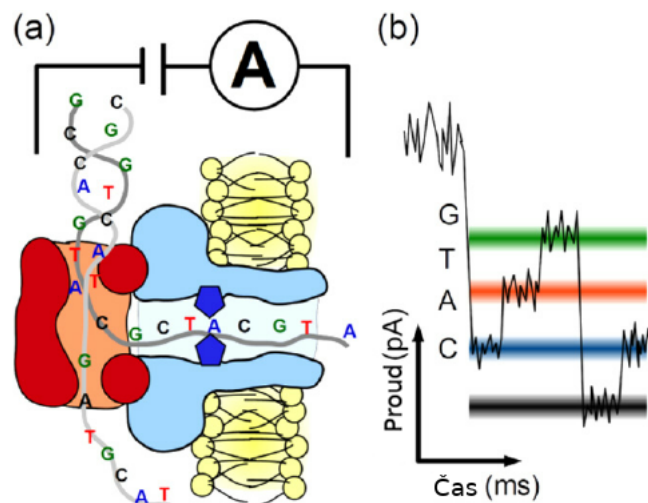 (a)
A
G C
C G
C G
A T
G C
T A
A T
C G C T A C G T A
G
A
T G C A T
(b)
G
T
A
C
Proud (pA)
Čas (ms)